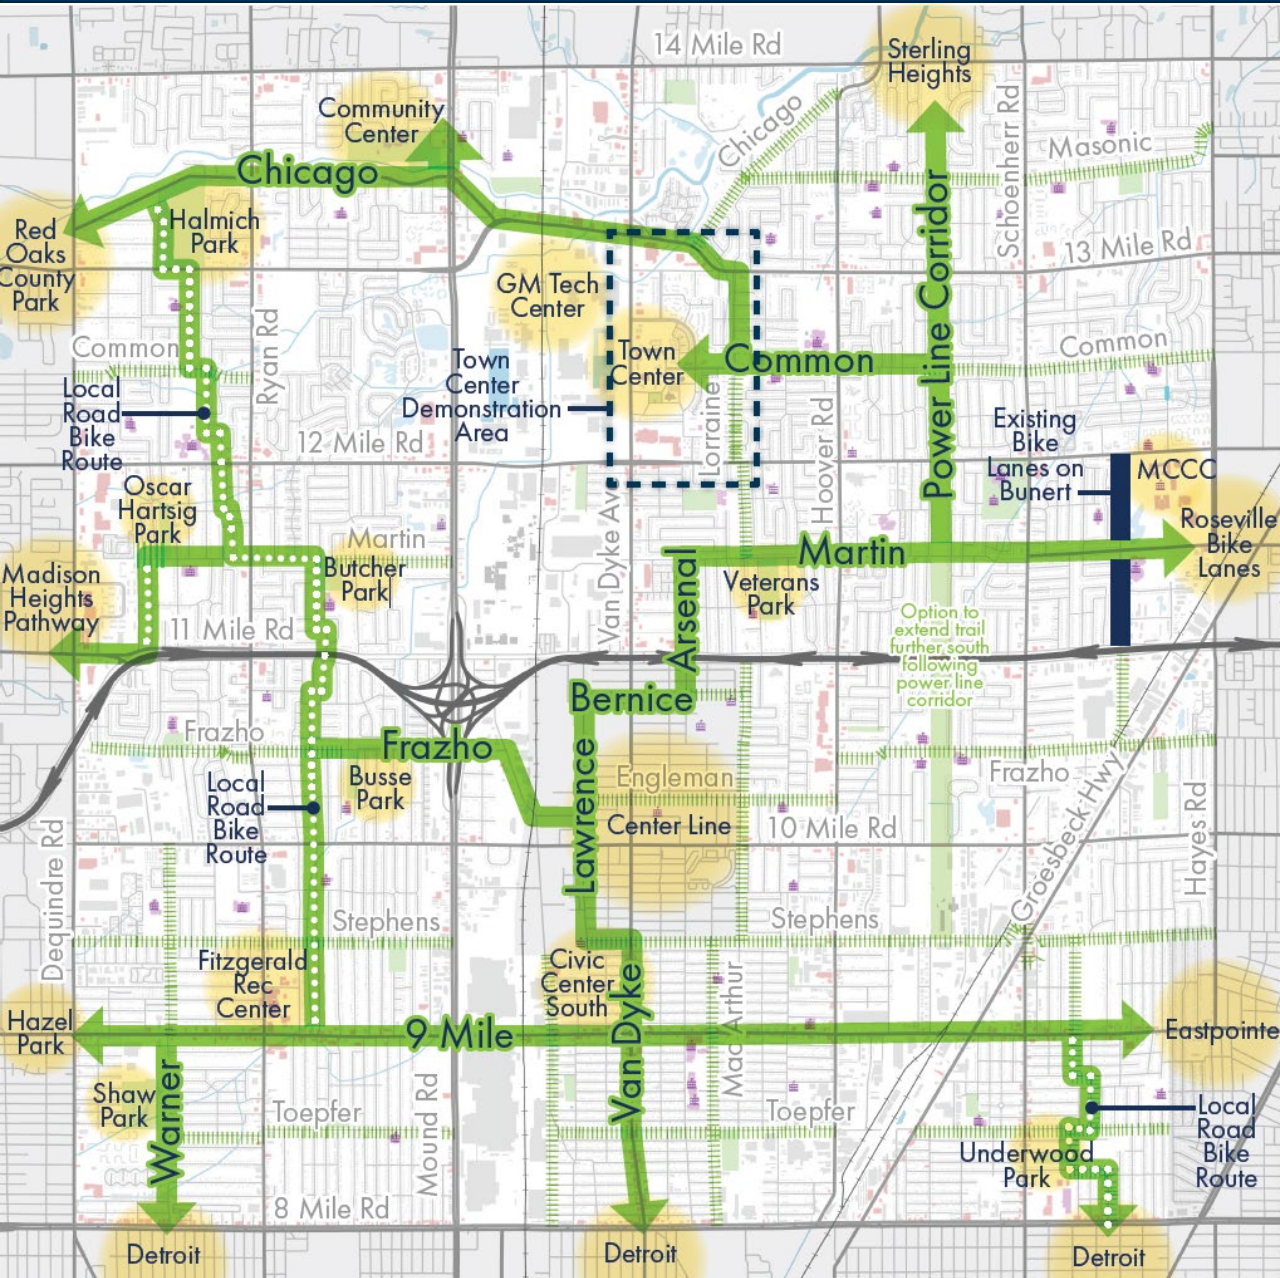 14 Mile Rd
Sterling
Heights
Community
Center
Chicago
Schoenherr Rd
Masonic
Chicago
Halmich
Park
Red
Oaks
County
Park
Power Line Corridor
13 Mile Rd
GM Tech
Center
Ryan Rd
Common
Town
Center
Common
Common
Town
Center
Demonstration
Area
Local
Road
Bike
Route
Lorraine
Hoover Rd
12 Mile Rd
Existing
Bike
Lanes on
Bunert
MCCC
Oscar
Hartsig
Park
Van Dyke Ave
Roseville
Bike
Lanes
Martin
Martin
Arsenal
Madison
Heights
Pathway
Butcher
Park
Veterans
Park
11 Mile Rd
Option to
extend trail
further south
following
power line
corridor
Bernice
Frazho
Frazho
Lawrence
Engleman
Frazho
Local
Road
Bike
Route
Busse
Park
Center Line
10 Mile Rd
Groesbeck Hwy
Hayes Rd
Dequindre Rd
Stephens
Stephens
Fitzgerald
Rec
Center
Civic
Center
South
Van Dyke
Mac Arthur
Hazel
Park
9 Mile
Eastpointe
Shaw
Park
Warner
Toepfer
Mound Rd
Toepfer
Local
Road
Bike
Route
Underwood
Park
8 Mile Rd
Detroit
Detroit
Detroit